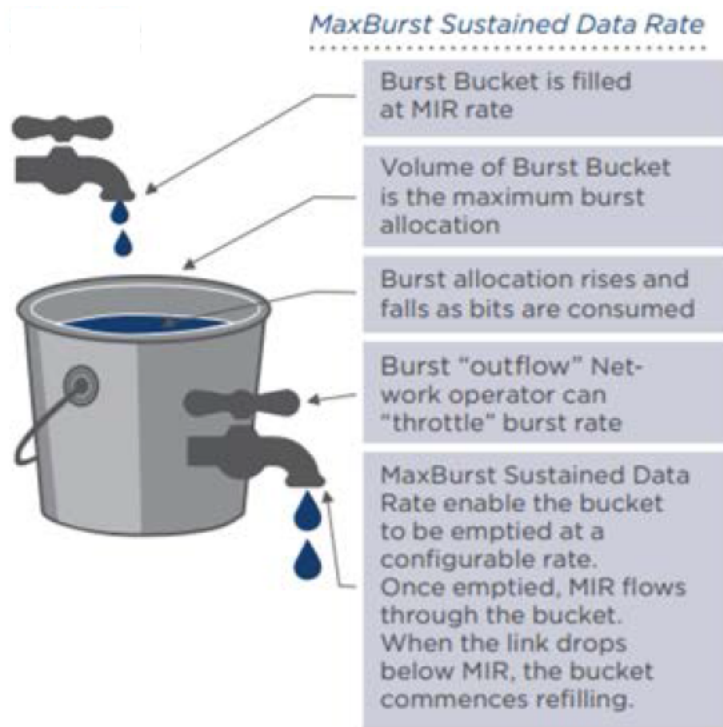 MaxBurst Sustained Data Rate
Burst Bucket is filled
at MIR rate
Volume of Burst Bucket
is the maximum burst
allocation
Burst allocation rises and
falls as bits are consumed
Burst “outflow” Net-
work operator can
“throttle” burst rate
MaxBurst Sustained Data
Rate enable the bucket
to be emptied at a
configurable rate.
Once emptied, MIR flows
through the bucket.
When the link drops
below MIR, the bucket
commences refilling.